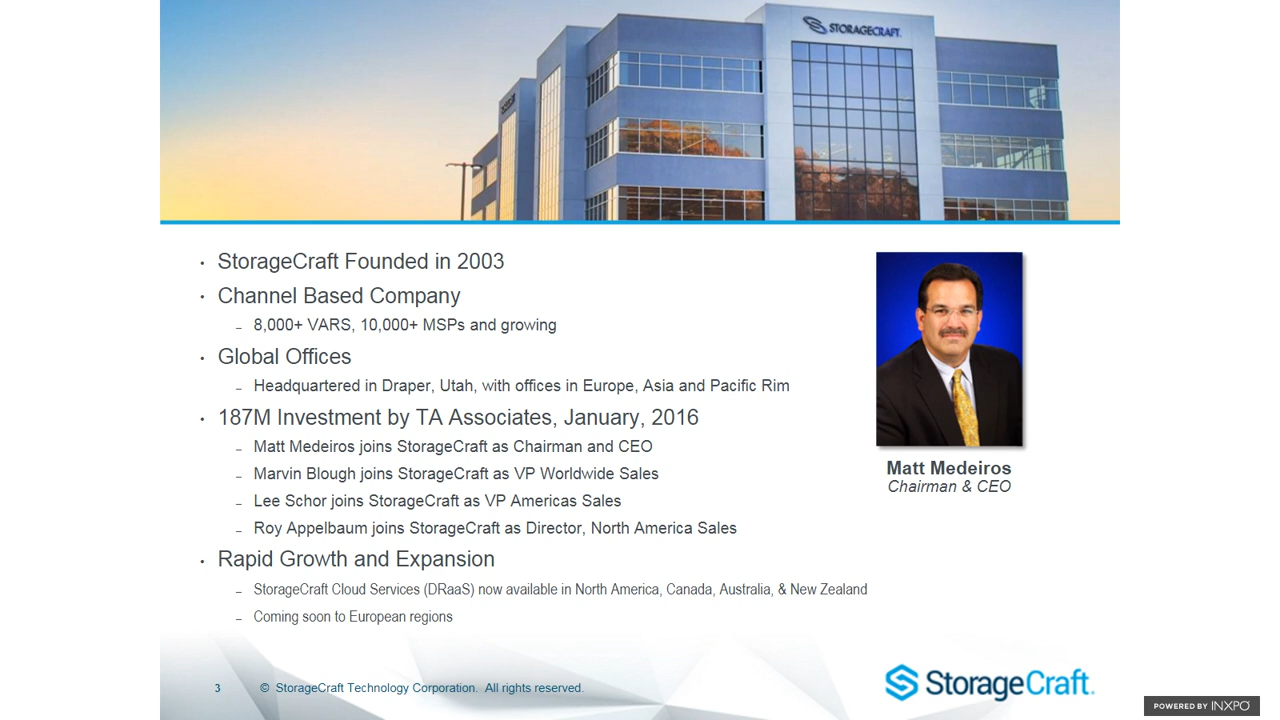 STORAGECRAFT.
• StorageCraft Founded in 2003
• Channel Based Company
– 8,000+ VARS, 10,000+ MSPs and growing
• Global Offices
– Headquartered in Draper, Utah, with offices in Europe, Asia and Pacific Rim
• 187M Investment by TA Associates, January, 2016
– Matt Medeiros joins StorageCraft as Chairman and CEO
– Marvin Blough joins StorageCraft as VP Worldwide Sales
– Lee Schor joins StorageCraft as VP Americas Sales
– Roy Appelbaum joins StorageCraft as Director, North America Sales
• Rapid Growth and Expansion
– StorageCraft Cloud Services (DRaaS) now available in North America, Canada, Australia, & New Zealand
– Coming soon to European regions
Matt Medeiros
Chairman & CEO
3 © StorageCraft Technology Corporation. All rights reserved.
StorageCraft.
POWERED BY INXPO